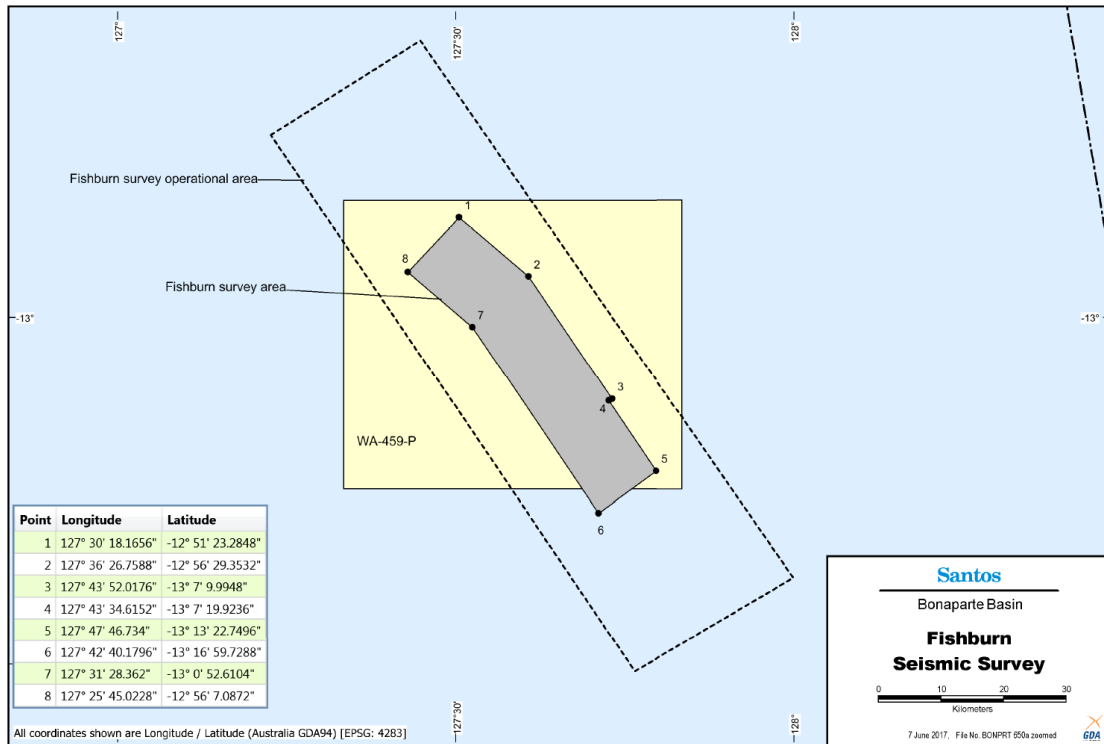 127°
127°30'
128°
Fishburn survey operational area
1
2
8
Fishburn survey area
-13°
-13°
7
3
4
WA-459-P
5
6
Point Longitude Latitude
1 127° 30' 18.1656" -12° 51' 23.2848"
2 127° 36' 26.7588" -12° 56' 29.3532"
3 127° 43' 52.0176" -13° 7' 9.9948"
4 127° 43' 34.6152" -13° 7' 19.9236"
5 127° 47' 46.734" -13° 13' 22.7496"
6 127° 42' 40.1796" -13° 16' 59.7288"
7 127° 31' 28.362" -13° 0' 52.6104"
8 127° 25' 45.0228" -12° 56' 7.0872"
All coordinates shown are Longitude / Latitude (Australia GDA94) [EPSG: 4283]
127°30'
128°
Santos
Bonaparte Basin
Fishburn
Seismic Survey
0 10 20 30
Kilometers
7 June 2017, File No. BONPRT 650a zoomed
GDA